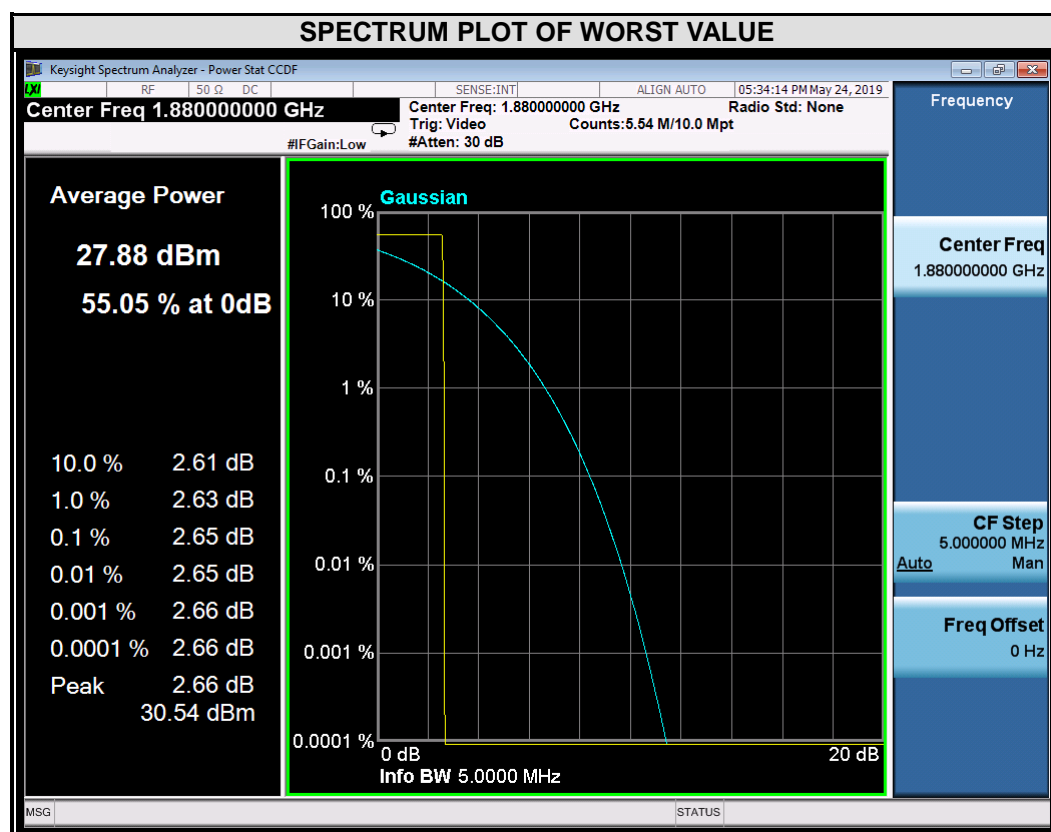 SPECTRUM PLOT OF WORST VALUE
Keysight Spectrum Analyzer - Power Stat CCDF
LXI RF 50 Ω DC SENSE:INT ALIGN AUTO 05:34:14 PM May 24, 2019
Center Freq 1.880000000 GHz
Center Freq: 1.880000000 GHz Radio Std: None
Trig: Video Counts:5.54 M/10.0 Mpt
#IFGain:Low #Atten: 30 dB
Frequency
Average Power
27.88 dBm
55.05 % at 0dB
10.0 % 2.61 dB
1.0 % 2.63 dB
0.1 % 2.65 dB
0.01 % 2.65 dB
0.001 % 2.66 dB
0.0001 % 2.66 dB
Peak 2.66 dB
30.54 dBm
Gaussian
100 %
10 %
1 %
0.1 %
0.01 %
0.001 %
0.0001 %
0 dB 20 dB
Info BW 5.0000 MHz
Center Freq
1.880000000 GHz
CF Step
5.000000 MHz
Auto Man
Freq Offset
0 Hz
MSG STATUS